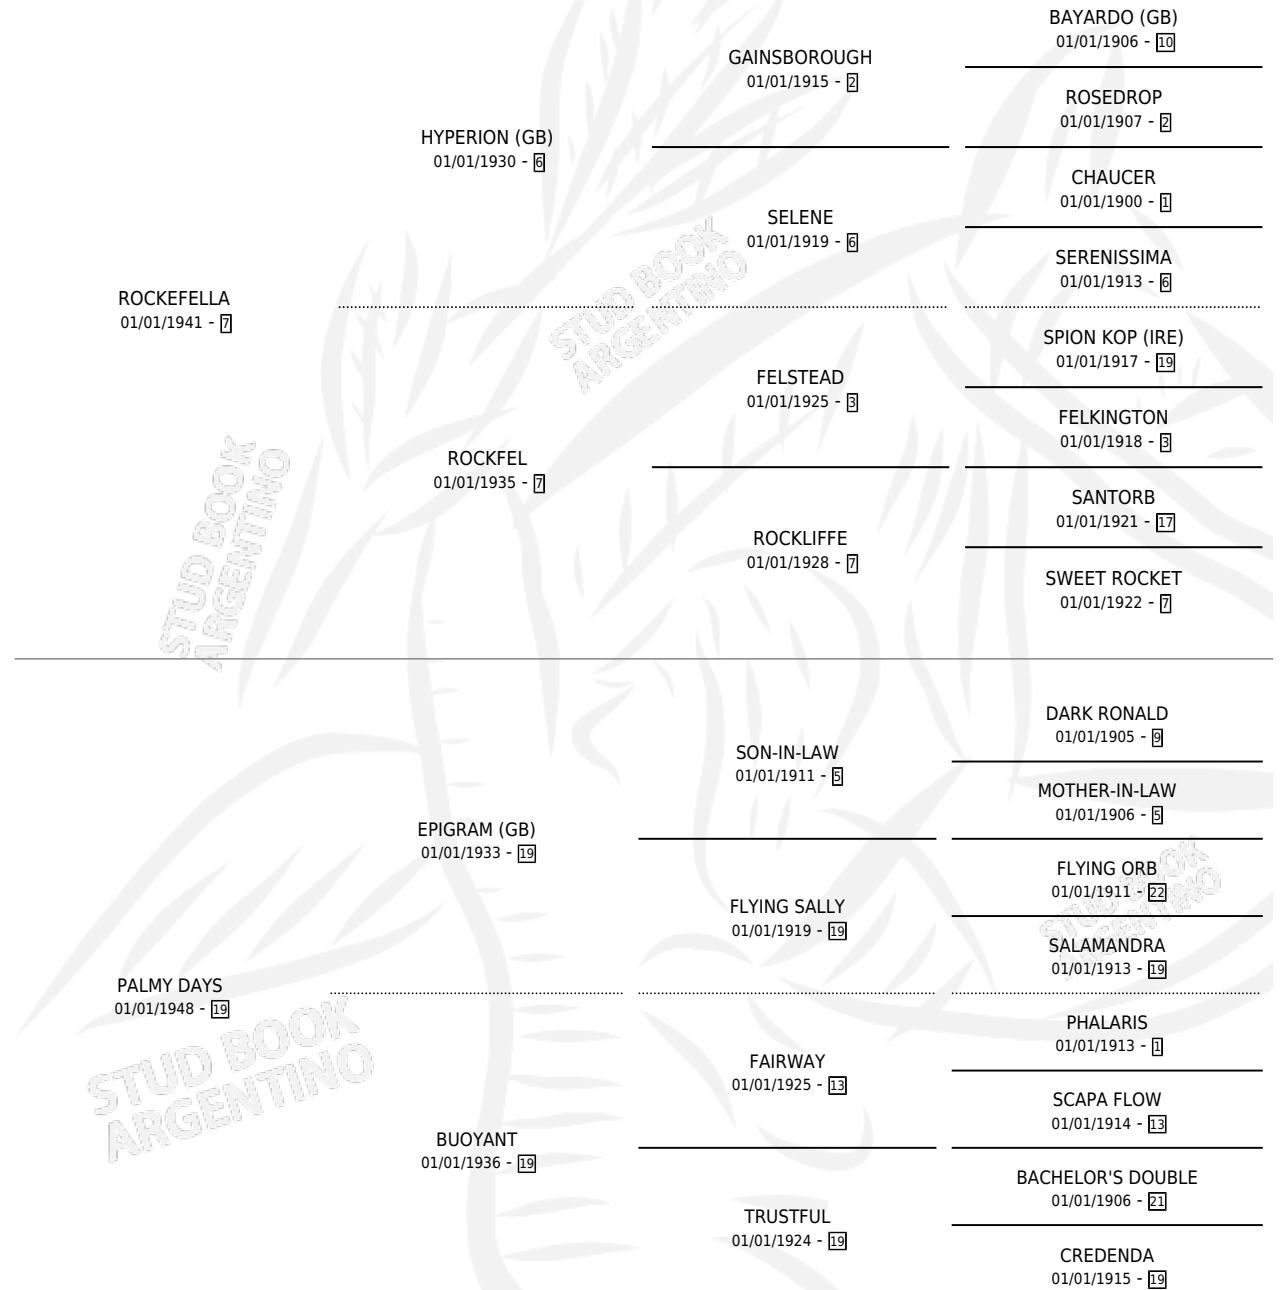 BAYARDO (GB)
01/01/1906 - 10
GAINSBOROUGH
01/01/1915 - 2
ROSEDROP
01/01/1907 - 2
HYPERION (GB)
01/01/1930 - 6
CHAUCER
01/01/1900 - 1
SELENE
01/01/1919 - 6
SERENISSIMA
01/01/1913 - 6
ROCKEFELLA
01/01/1941 - 7
SPION KOP (IRE)
01/01/1917 - 19
FELSTEAD
01/01/1925 - 3
FELKINGTON
01/01/1918 - 3
ROCKFEL
01/01/1935 - 7
SANTORB
01/01/1921 - 17
ROCKLIFFE
01/01/1928 - 7
SWEET ROCKET
01/01/1922 - 7
DARK RONALD
01/01/1905 - 9
SON-IN-LAW
01/01/1911 - 5
MOTHER-IN-LAW
01/01/1906 - 5
EPIGRAM (GB)
01/01/1933 - 19
FLYING ORB
01/01/1911 - 22
FLYING SALLY
01/01/1919 - 19
SALAMANDRA
01/01/1913 - 19
PALMY DAYS
01/01/1948 - 19
PHALARIS
01/01/1913 - 1
FAIRWAY
01/01/1925 - 13
SCAPA FLOW
01/01/1914 - 13
BUOYANT
01/01/1936 - 19
BACHELOR'S DOUBLE
01/01/1906 - 21
TRUSTFUL
01/01/1924 - 19
CREDENDA
01/01/1915 - 19
STUD BOOK
ARGENTINO
STUD BOOK
ARGENTINO
STUD BOOK
ARGENTINO
STUD BOOK
ARGENTINO